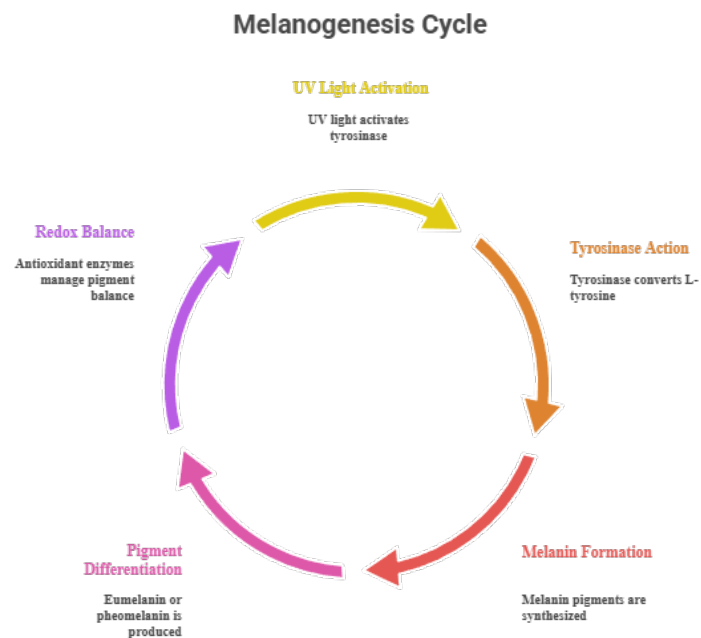 Melanogenesis Cycle
UV Light Activation
UV light activates
tyrosinase
Tyrosinase Action
Tyrosinase converts L-
tyrosine
Melanin Formation
Melanin pigments are
synthesized
Pigment
Differentiation
Eumelanin or
pheomelanin is
produced
Redox Balance
Antioxidant enzymes
manage pigment
balance